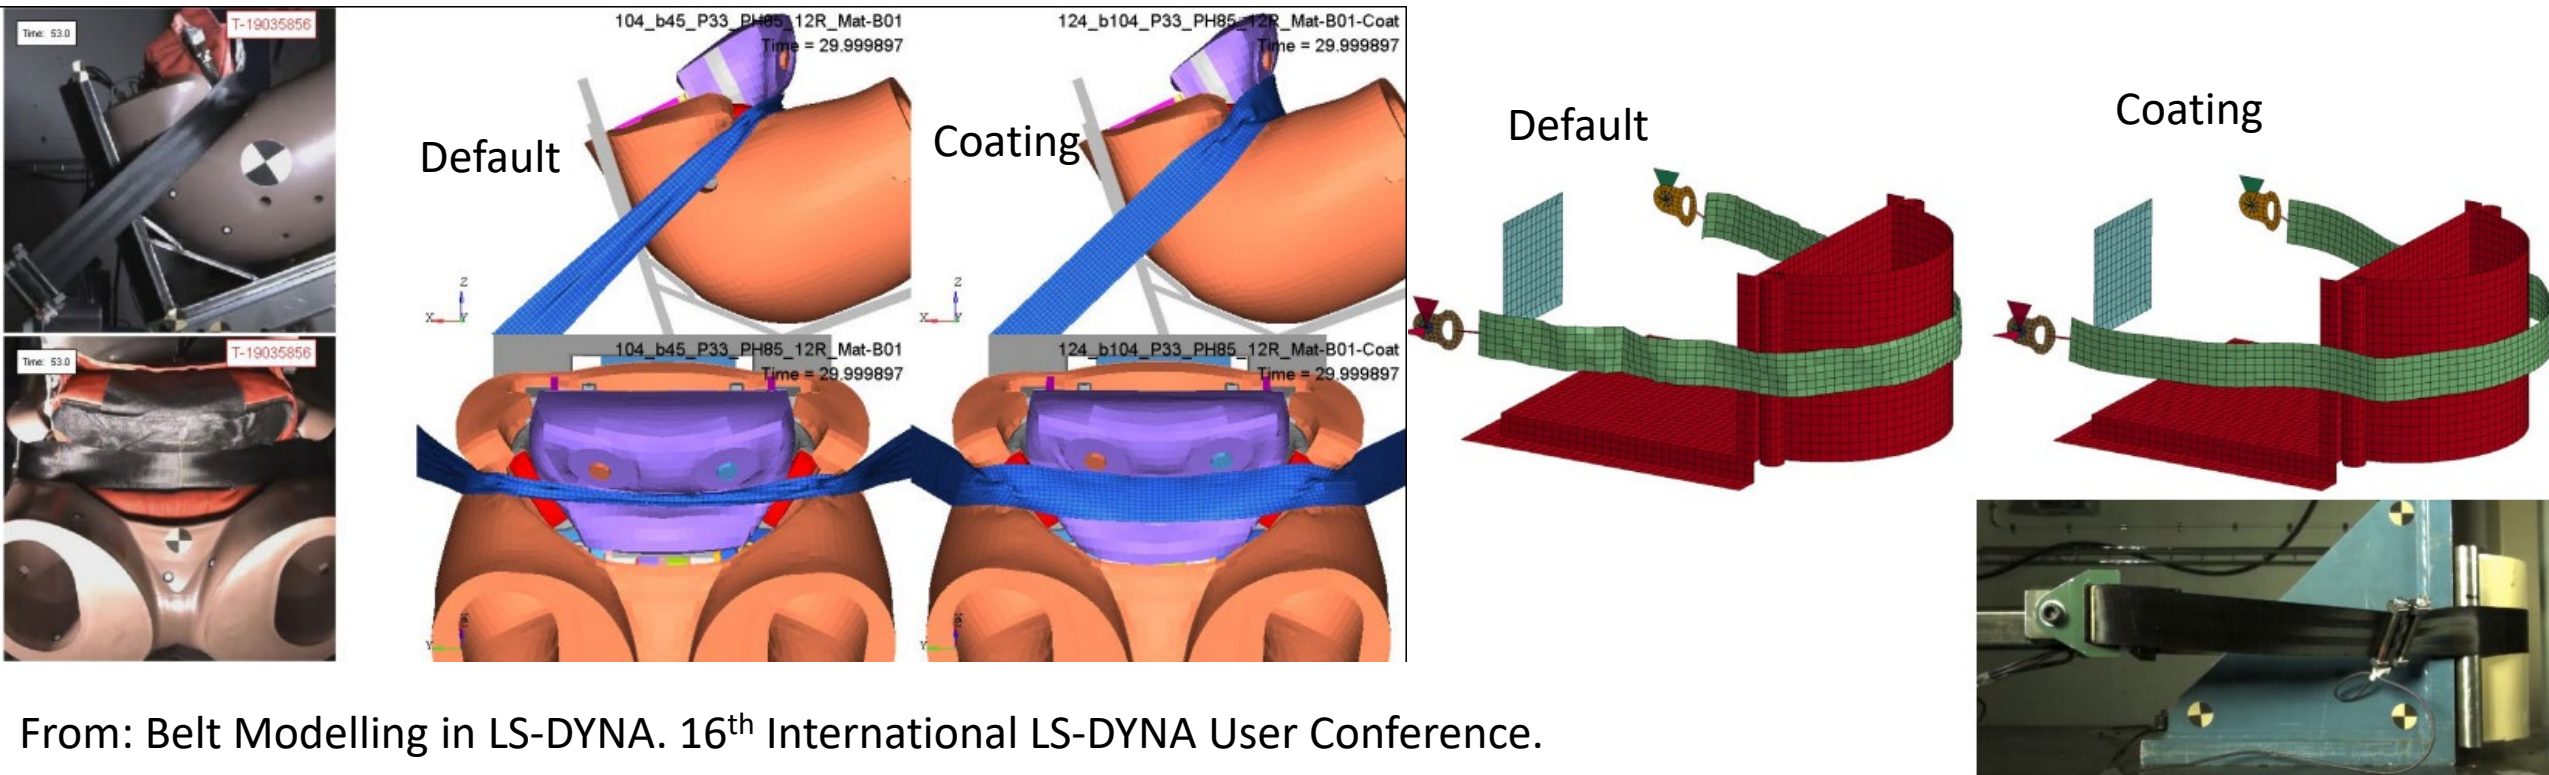 Time: 53.0
T-19035856
104_b45_P33_PH85_12R_Mat-B01
Time = 29.999897
124_b104_P33_PH85_12R_Mat-B01-Coat
Time = 29.999897
Default
Coating
Default
Coating
Z
X
Y
Z
X
Y
Time: 53.0
T-19035856
104_b45_P33_PH85_12R_Mat-B01
Time = 29.999897
124_b104_P33_PH85_12R_Mat-B01-Coat
Time = 29.999897
Y
Y
From: Belt Modelling in LS-DYNA. 16th International LS-DYNA User Conference.